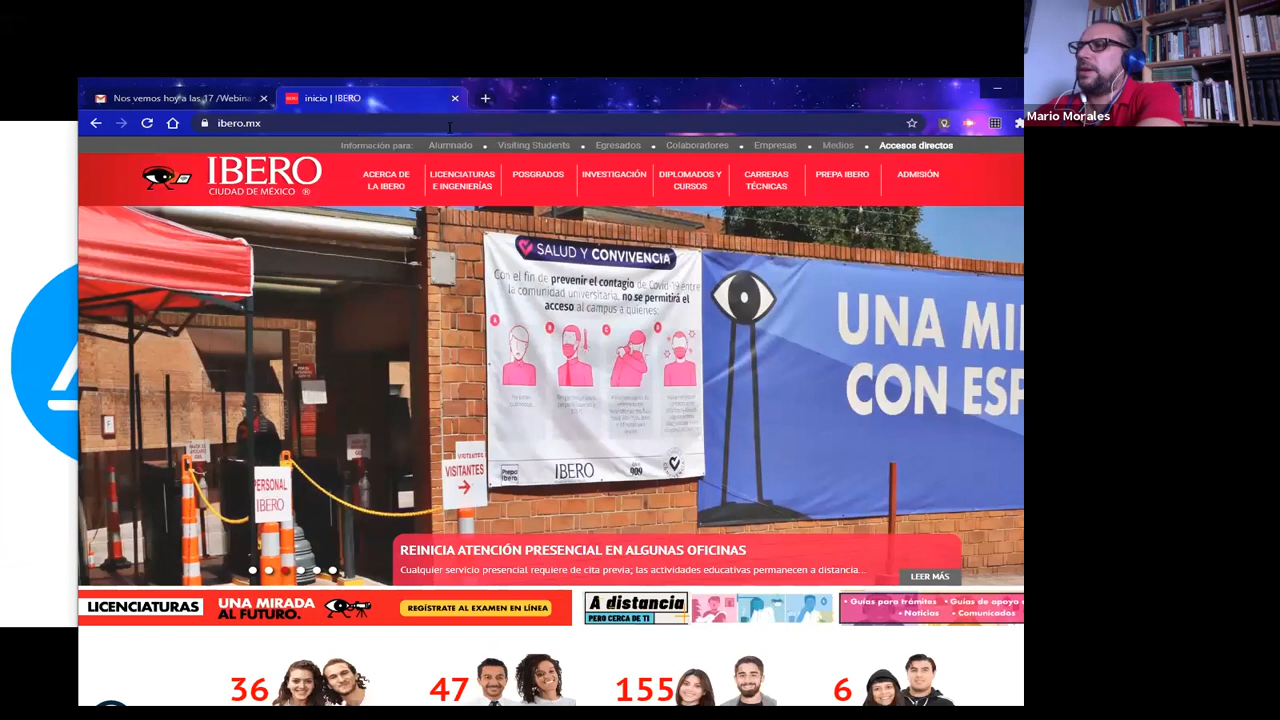 Mario Morales
Nos vemos hoy a las 17 /Webina
inicio | IBERO
ibero.mx
Información para: Alumnado • Visiting Students • Egresados • Colaboradores • Empresas • Medios • Accesos directos
IBERO
CIUDAD DE MÉXICO ®
ACERCA DE
LA IBERO
LICENCIATURAS
E INGENIERÍAS
POSGRADOS
INVESTIGACIÓN
DIPLOMADOS Y
CURSOS
CARRERAS
TÉCNICAS
PREPA IBERO
ADMISIÓN
SALUD Y CONVIVENCIA
Con el fin de prevenir el contagio de Covid-19 entre
la comunidad universitaria, no se permitirá el
acceso al campus a quienes:
A
B
C
D
Prepa
Ibero
IBERO
909
UNA MI
CON ESP
VISITANTES
VISITANTES
PERSONAL
IBERO
REINICIA ATENCIÓN PRESENCIAL EN ALGUNAS OFICINAS
Cualquier servicio presencial requiere de cita previa; las actividades educativas permanecen a distancia...
LEER MÁS
LICENCIATURAS
UNA MIRADA
AL FUTURO.
REGÍSTRATE AL EXAMEN EN LÍNEA
A distancia
PERO CERCA DE TI
• Guías para trámites • Guías de apoyo
• Noticias • Comunicados
36
47
155
6